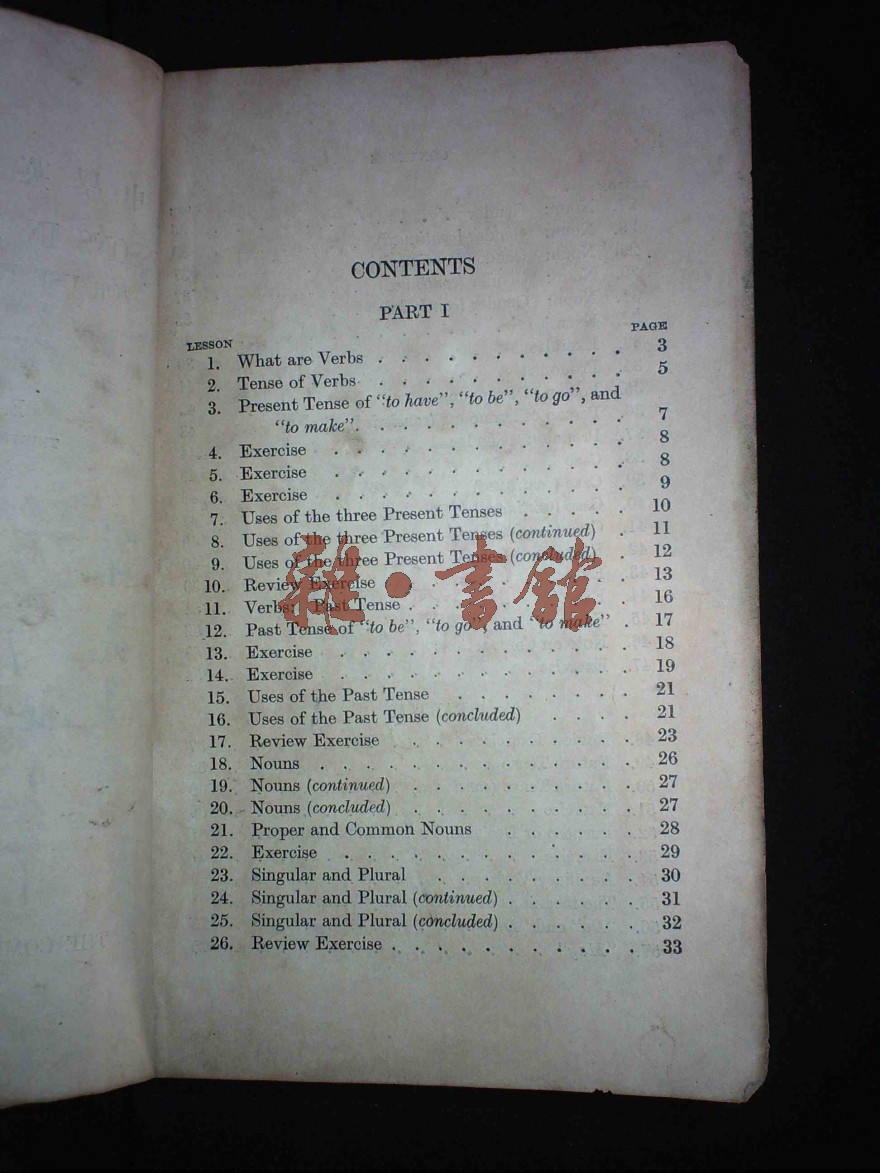 CONTENTS
PART I
LESSON PAGE
1. What are Verbs . . . . . . . . . . . 3
2. Tense of Verbs . . . . . . . . . . . 5
3. Present Tense of "to have", "to be", "to go", and
"to make" . . . . . . . . . . . 7
4. Exercise . . . . . . . . . . . . 8
5. Exercise . . . . . . . . . . . . 8
6. Exercise . . . . . . . . . . . . 9
7. Uses of the three Present Tenses . . . . . 10
8. Uses of the three Present Tenses (continued) . 11
9. Uses of the three Present Tenses (concluded) . 12
10. Review Exercise . . . . . . . . . . 13
11. Verbs: Past Tense . . . . . . . . . 16
12. Past Tense of "to be", "to go", and "to make" . 17
13. Exercise . . . . . . . . . . . . 18
14. Exercise . . . . . . . . . . . . 19
15. Uses of the Past Tense . . . . . . . . 21
16. Uses of the Past Tense (concluded) . . . . 21
17. Review Exercise . . . . . . . . . . 23
18. Nouns . . . . . . . . . . . . 26
19. Nouns (continued) . . . . . . . . . . 27
20. Nouns (concluded) . . . . . . . . . . 27
21. Proper and Common Nouns . . . . . . 28
22. Exercise . . . . . . . . . . . . 29
23. Singular and Plural . . . . . . . . . 30
24. Singular and Plural (continued) . . . . . . 31
25. Singular and Plural (concluded) . . . . . . 32
26. Review Exercise . . . . . . . . . . . 33
雜·書館